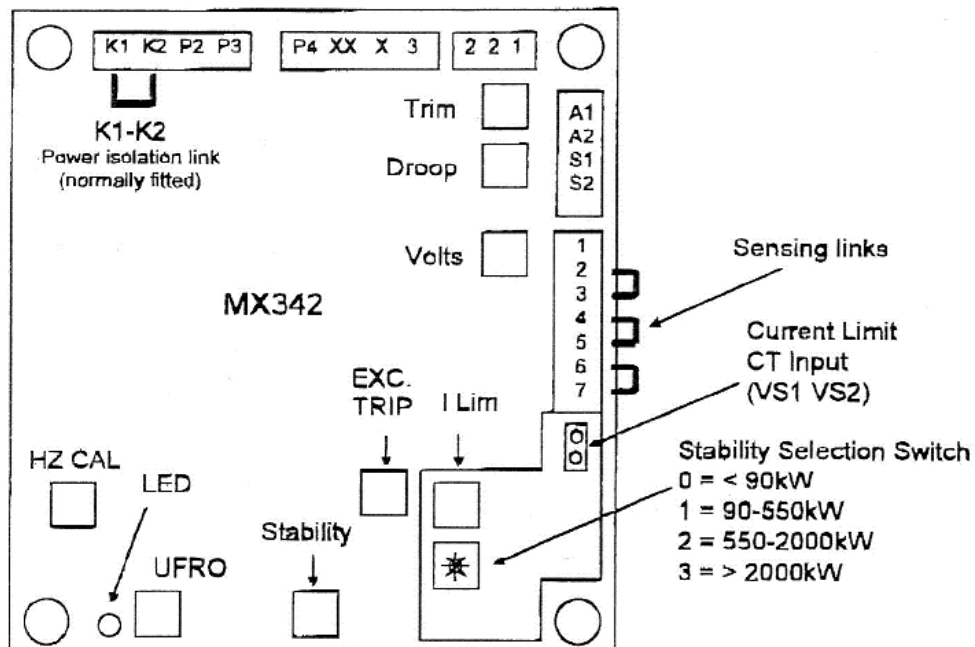 K1 K2 P2 P3
P4 XX X 3
2 2 1
K1-K2
Power isolation link
(normally fitted)
Trim
Droop
Volts
A1
A2
S1
S2
1
2
3
4
5
6
7
Sensing links
MX342
Current Limit
CT Input
(VS1 VS2)
EXC.
TRIP
I Lim
Stability Selection Switch
0 = < 90kW
1 = 90-550kW
2 = 550-2000kW
3 = > 2000kW
HZ CAL
LED
UFRO
Stability